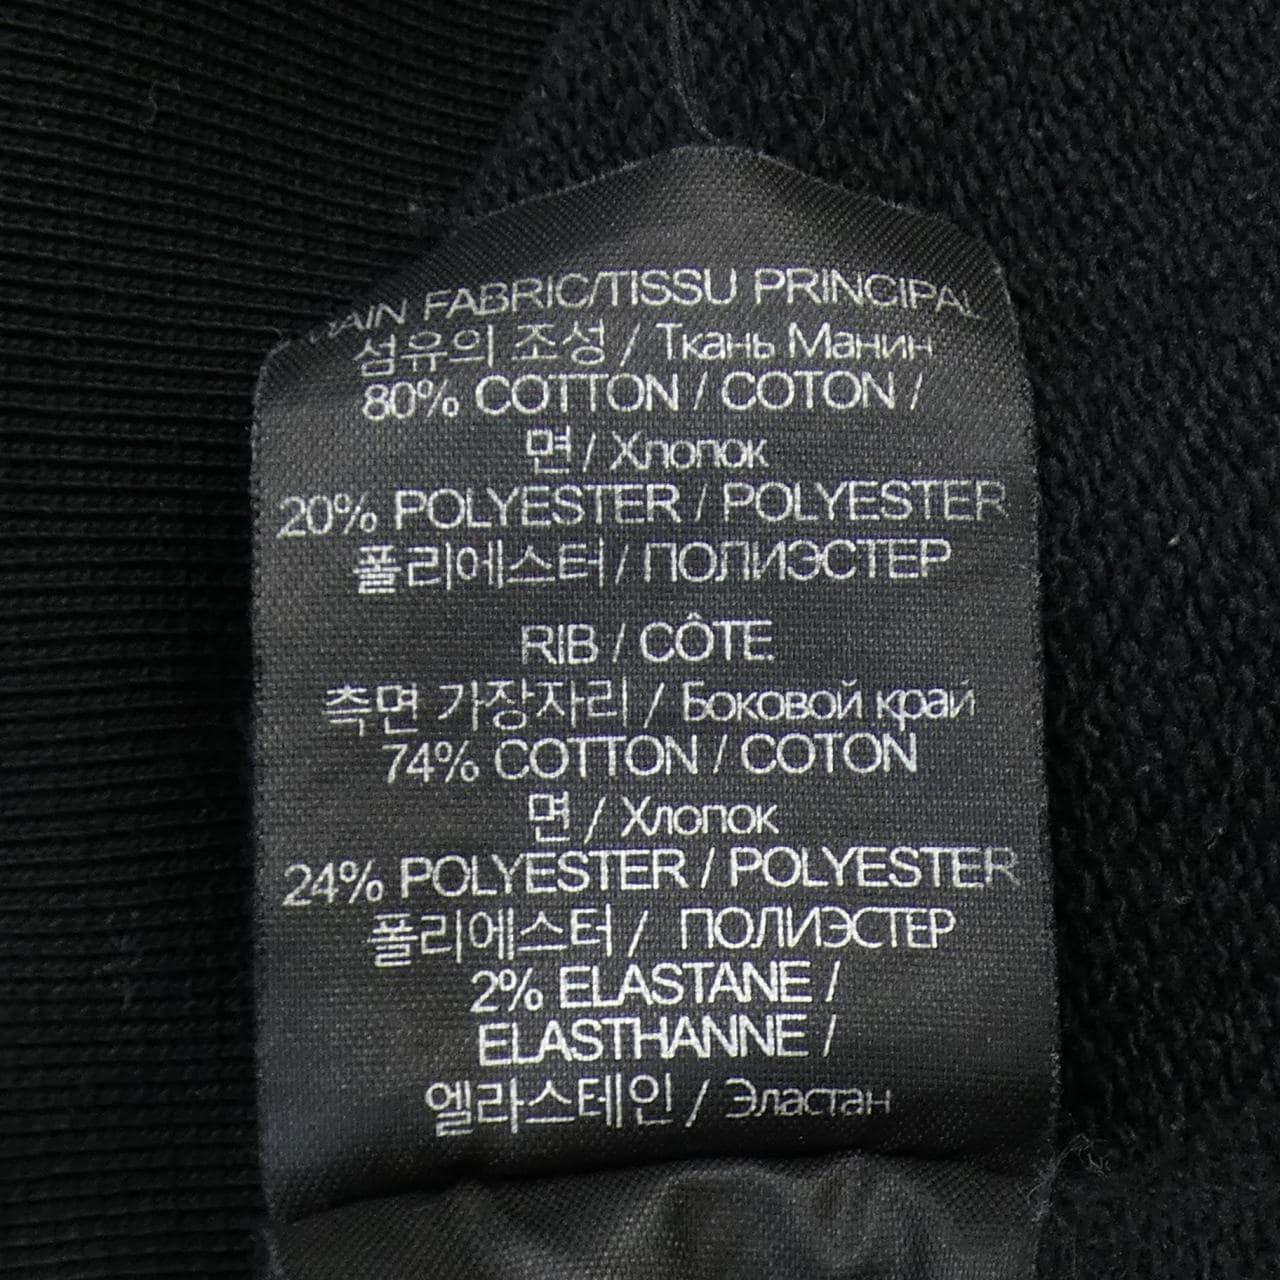 MAIN FABRIC/TISSU PRINCIPAL
섬유의 조성 / Ткань Манин
80% COTTON / COTON /
면 / Хлопок
20% POLYESTER / POLYESTER
폴리에스터 / ПОЛИЭСТЕР
RIB / CÔTE
측면 가장자리 / Боковой край
74% COTTON / COTON
면 / Хлопок
24% POLYESTER / POLYESTER
폴리에스터 / ПОЛИЭСТЕР
2% ELASTANE /
ELASTHANNE /
엘라스테인 / Эластан